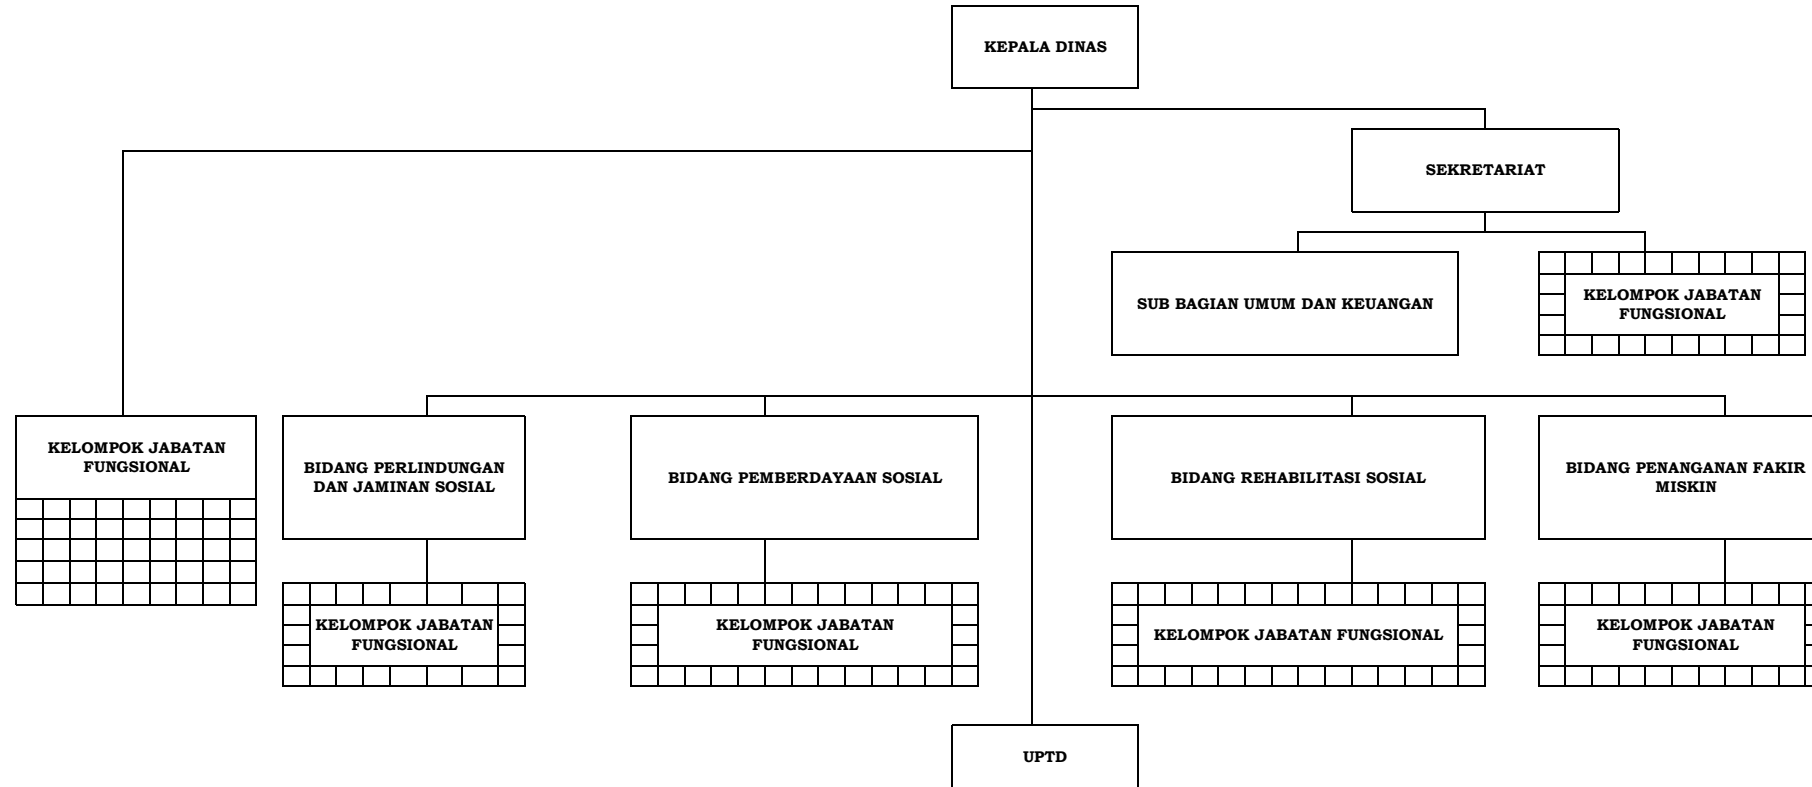 KEPALA DINAS
SEKRETARIAT
SUB BAGIAN UMUM DAN KEUANGAN
KELOMPOK JABATAN
FUNGSIONAL
KELOMPOK JABATAN
FUNGSIONAL
BIDANG PERLINDUNGAN
DAN JAMINAN SOSIAL
BIDANG PEMBERDAYAAN SOSIAL
BIDANG REHABILITASI SOSIAL
BIDANG PENANGANAN FAKIR
MISKIN
KELOMPOK JABATAN
FUNGSIONAL
KELOMPOK JABATAN
FUNGSIONAL
KELOMPOK JABATAN FUNGSIONAL
KELOMPOK JABATAN
FUNGSIONAL
UPTD